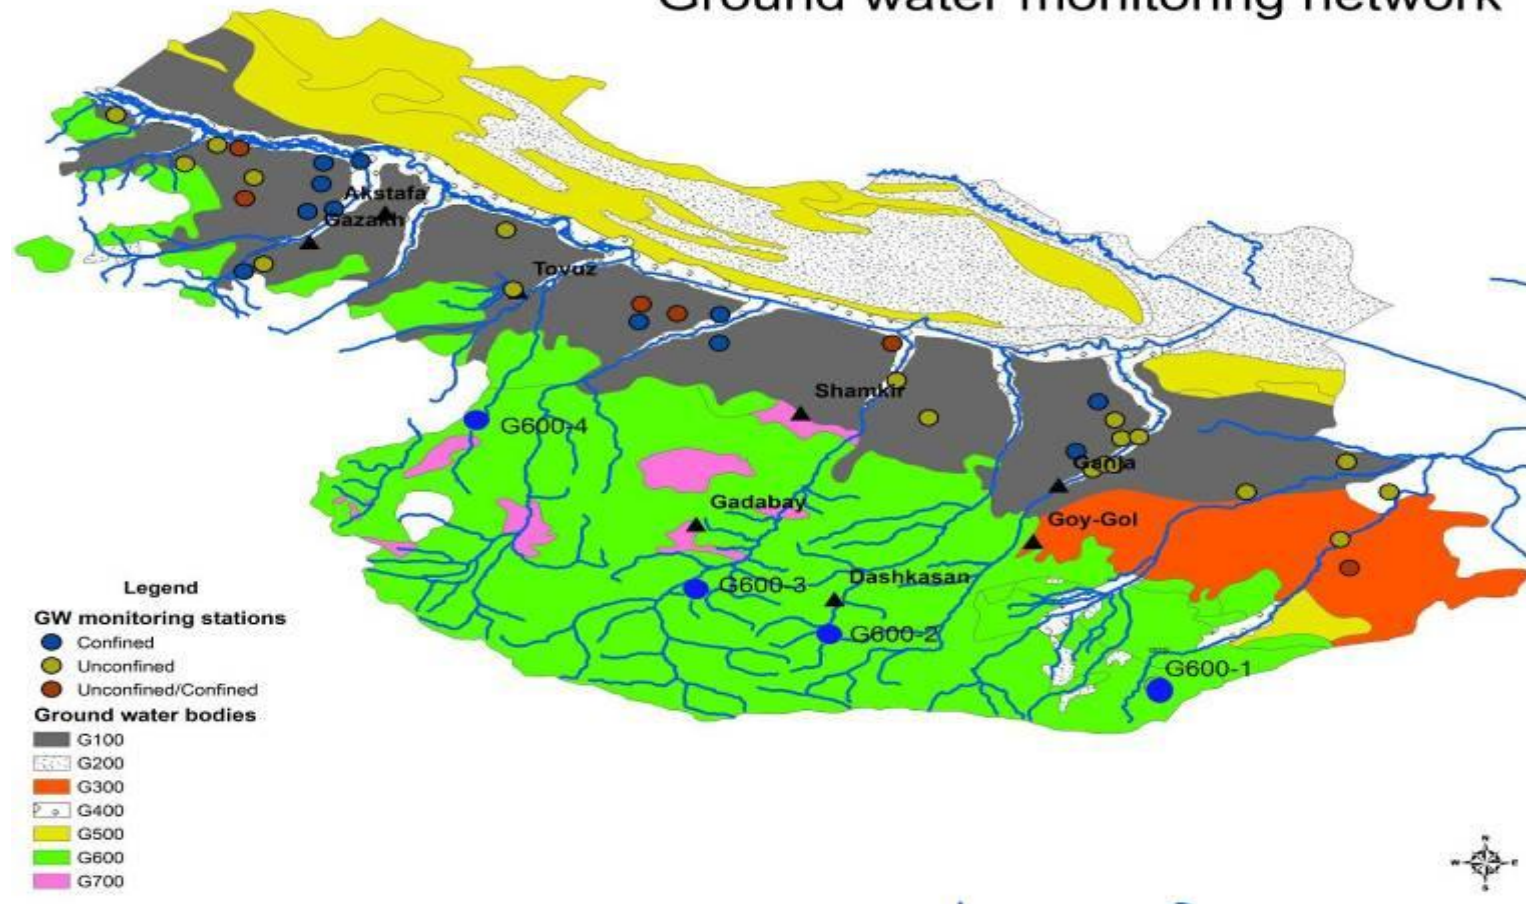 Ground water monitoring network
Akstafa
Gazakh
Tovuz
Shamkir
G600-4
Ganja
Gadabay
Goy-Gol
G600-3
Dashkasan
G600-2
G600-1
Legend
GW monitoring stations
Confined
Unconfined
Unconfined/Confined
Ground water bodies
G100
G200
G300
G400
G500
G600
G700
N
W
E
S